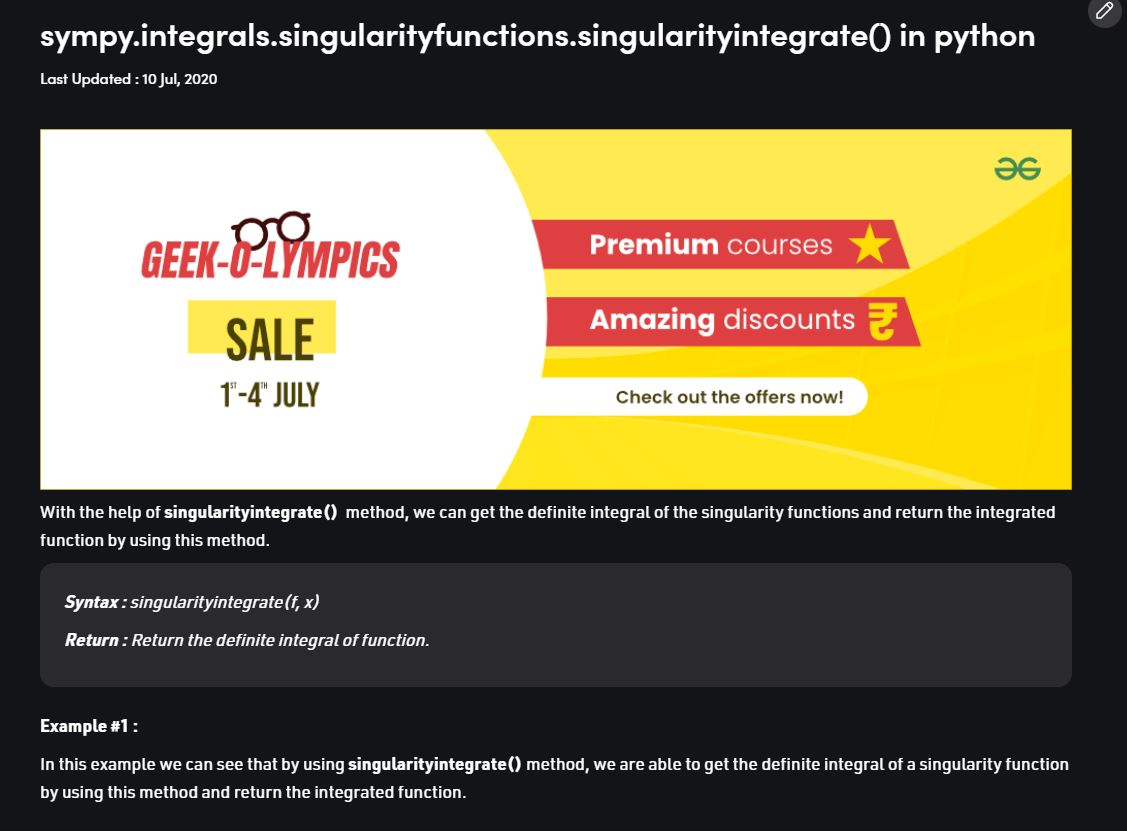 sympy.integrals.singularityfunctions.singularityintegrate() in python
Last Updated : 10 Jul, 2020
GEEK-O-LYMPICS
SALE
1ST-4TH JULY
Premium courses
Amazing discounts ₹
Check out the offers now!
With the help of singularityintegrate() method, we can get the definite integral of the singularity functions and return the integrated
function by using this method.
Syntax : singularityintegrate(f, x)
Return : Return the definite integral of function.
Example #1 :
In this example we can see that by using singularityintegrate() method, we are able to get the definite integral of a singularity function
by using this method and return the integrated function.